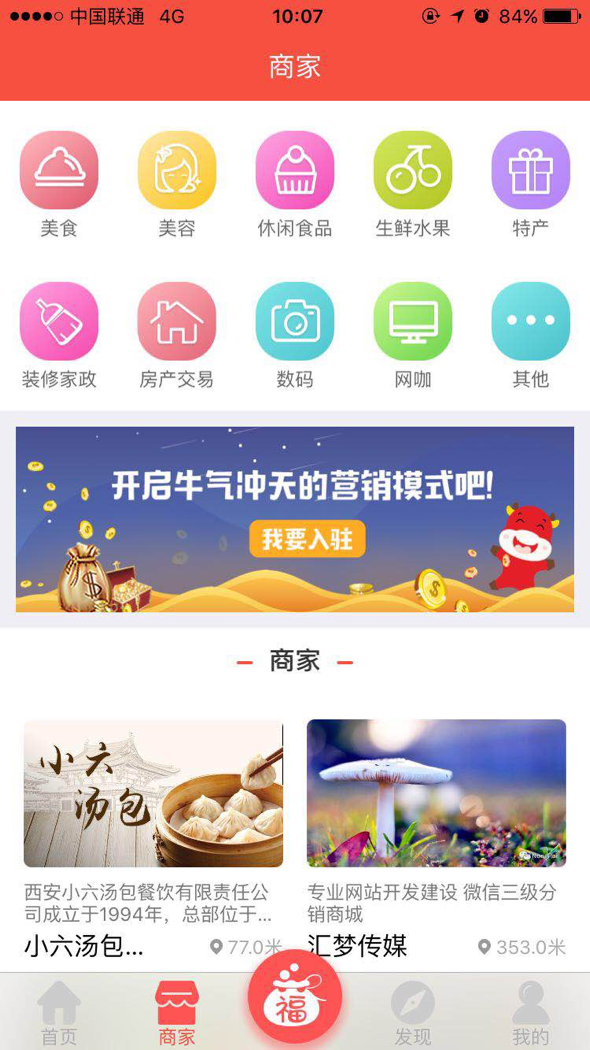 中国联通 4G 10:07 84%
商家
美食 美容 休闲食品 生鲜水果 特产
装修家政 房产交易 数码 网咖 其他
开启牛气冲天的营销模式吧!
我要入驻
商家
小六
汤包
西安小六汤包餐饮有限责任公
司成立于1994年，总部位于...
小六汤包... 77.0米
专业网站开发建设 微信三级分
销商城
汇梦传媒 353.0米
福
首页 商家 发现 我的